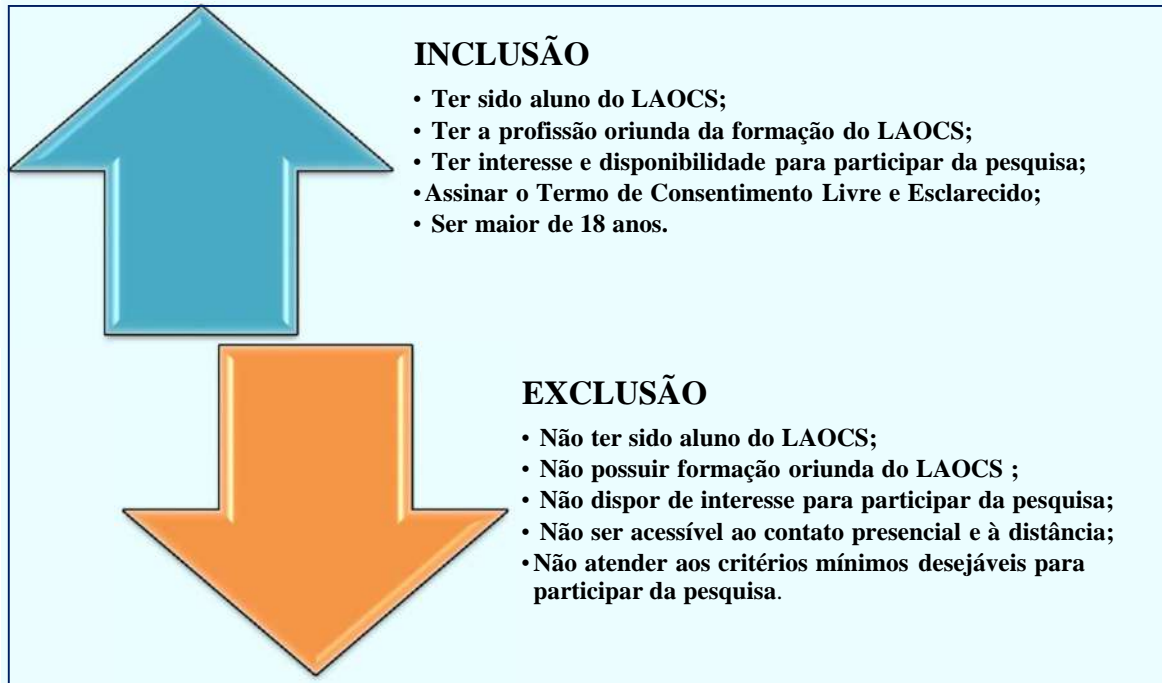 INCLUSÃO
• Ter sido aluno do LAOCS;
• Ter a profissão oriunda da formação do LAOCS;
• Ter interesse e disponibilidade para participar da pesquisa;
• Assinar o Termo de Consentimento Livre e Esclarecido;
• Ser maior de 18 anos.
EXCLUSÃO
• Não ter sido aluno do LAOCS;
• Não possuir formação oriunda do LAOCS ;
• Não dispor de interesse para participar da pesquisa;
• Não ser acessível ao contato presencial e à distância;
• Não atender aos critérios mínimos desejáveis para
participar da pesquisa.